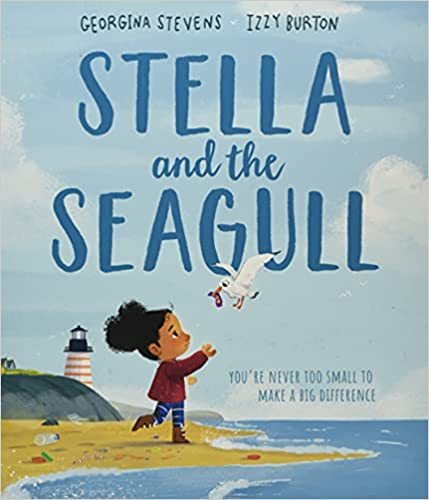 GEORGINA STEVENS · IZZY BURTON
STELLA
and the
SEAGULL
YOU'RE NEVER TOO SMALL TO
MAKE A BIG DIFFERENCE